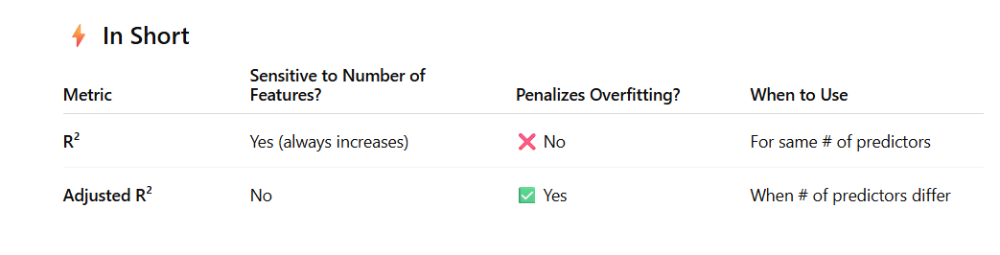 ⚡ In Short
Metric Sensitive to Number of Features? Penalizes Overfitting? When to Use
R² Yes (always increases) ❌ No For same # of predictors
Adjusted R² No ✅ Yes When # of predictors differ